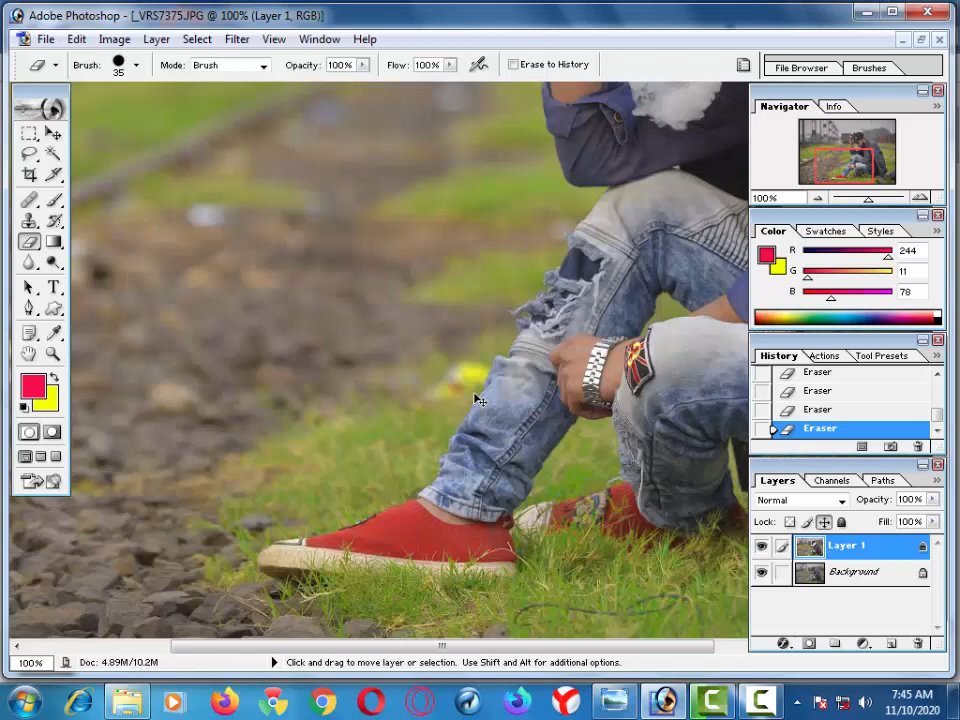 Adobe Photoshop - [_VRS7375.JPG @ 100% (Layer 1, RGB)]
File Edit Image Layer Select Filter View Window Help
Brush: 35 Mode: Brush Opacity: 100% Flow: 100% Erase to History File Browser Brushes
Navigator Info
100%
Color Swatches Styles
R 244
G 11
B 78
History Actions Tool Presets
Eraser
Eraser
Eraser
Eraser
Layers Channels Paths
Normal Opacity: 100%
Lock: Fill: 100%
Layer 1
Background
100% Doc: 4.89M/10.2M Click and drag to move layer or selection. Use Shift and Alt for additional options.
7:45 AM
11/10/2020